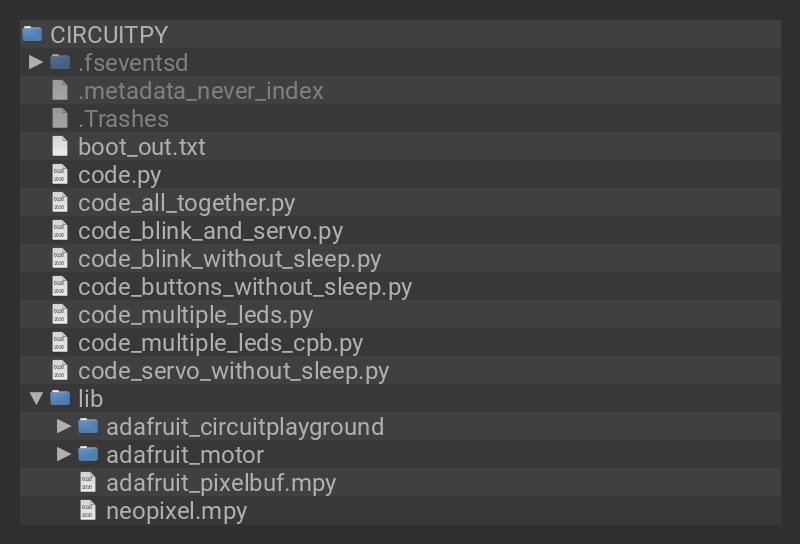 CIRCUITPY
.fseventsd
.metadata_never_index
.Trashes
boot_out.txt
code.py
code_all_together.py
code_blink_and_servo.py
code_blink_without_sleep.py
code_buttons_without_sleep.py
code_multiple_leds.py
code_multiple_leds_cpb.py
code_servo_without_sleep.py
lib
adafruit_circuitplayground
adafruit_motor
adafruit_pixelbuf.mpy
neopixel.mpy